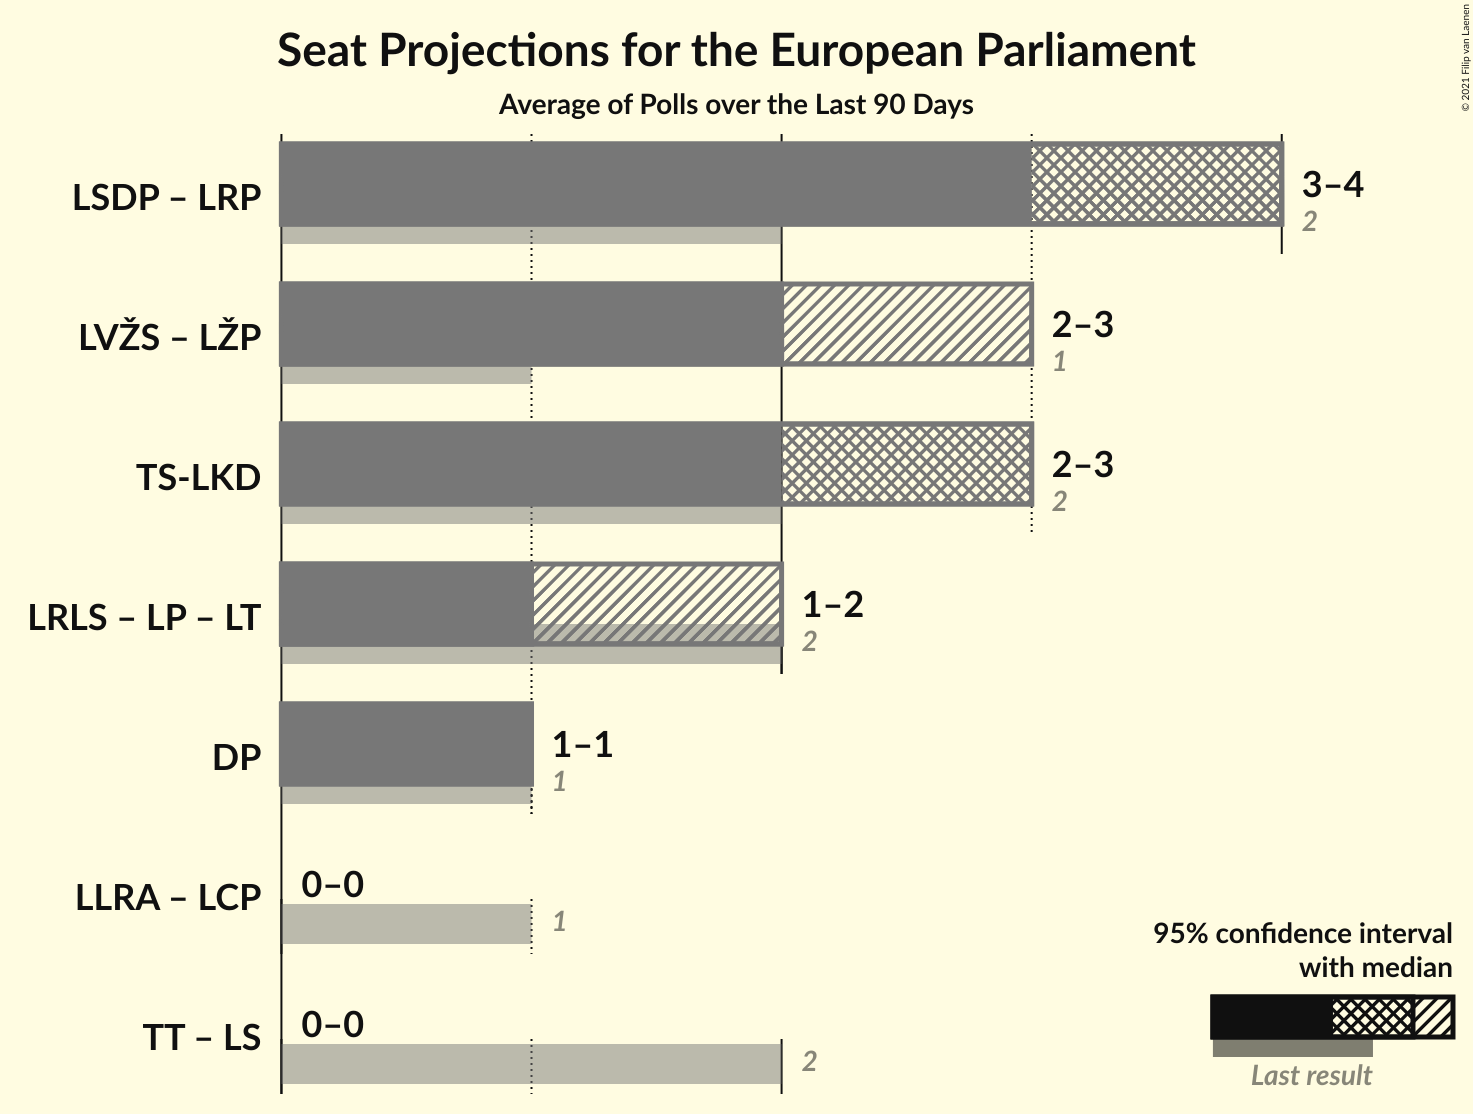 Seat Projections for the European Parliament
Average of Polls over the Last 90 Days
© 2021 Filip van Laenen
LSDP – LRP
3–4
2
LVŽS – LŽP
2–3
1
TS-LKD
2–3
2
LRLS – LP – LT
1–2
2
DP
1–1
1
LLRA – LCP
0–0
1
TT – LS
0–0
2
95% confidence interval
with median
Last result